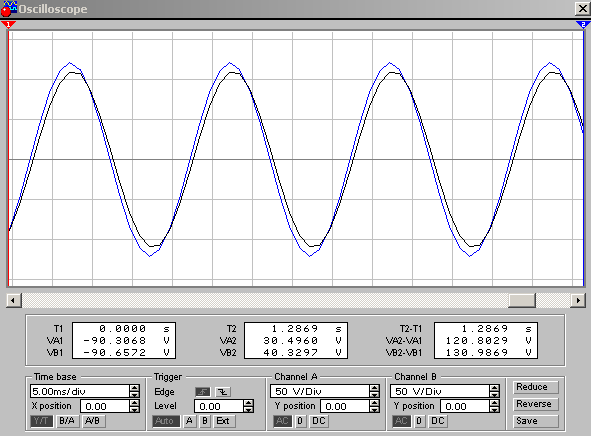 Oscilloscope
1 2
T1 0.0000 s T2 1.2869 s T2-T1 1.2869 s
VA1 -90.3068 V VA2 30.4960 V VA2-VA1 120.8029 V
VB1 -90.6572 V VB2 40.3297 V VB2-VB1 130.9869 V
Time base Trigger Channel A Channel B Reduce
5.00ms/div Edge 50 V/Div 50 V/Div Reverse
X position 0.00 Level 0.00 Y position 0.00 Y position 0.00
Y/T B/A A/B Auto A B Ext AC 0 DC AC 0 DC Save